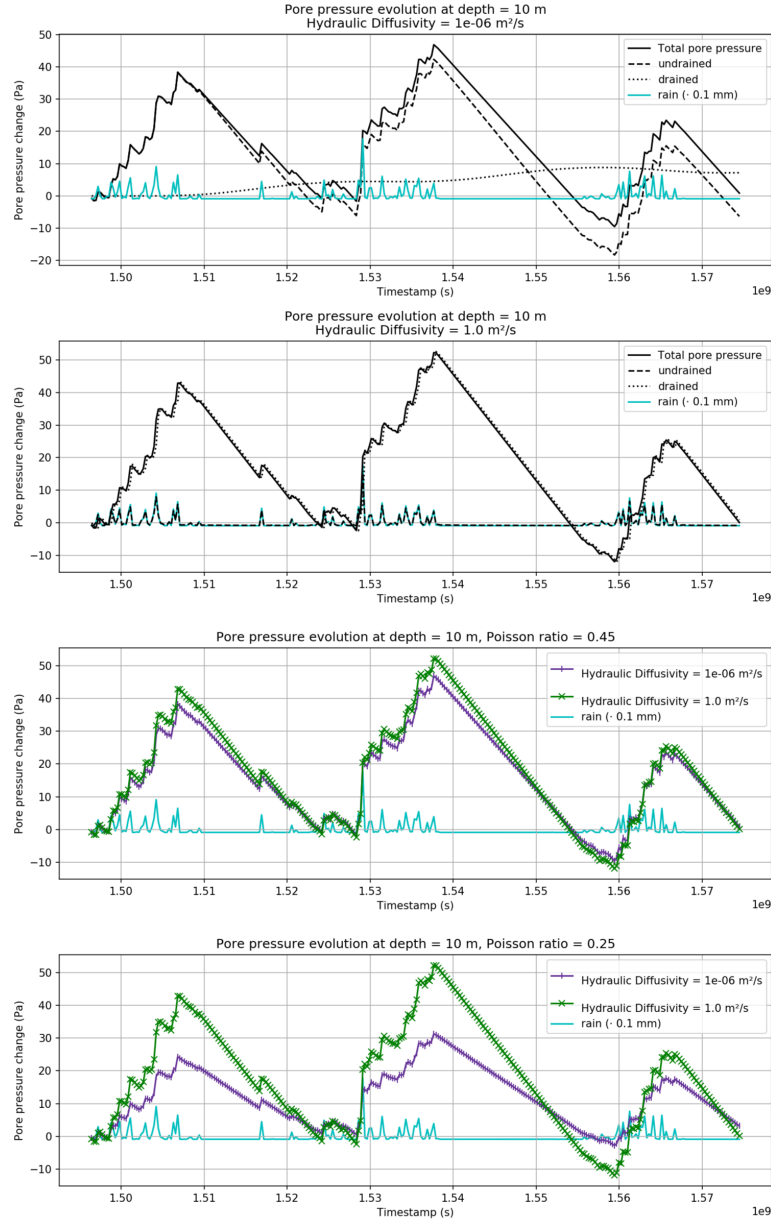 Pore pressure evolution at depth = 10 m
Hydraulic Diffusivity = 1e-06 m²/s
Pore pressure change (Pa)
50
40
30
20
10
0
−10
−20
Total pore pressure
undrained
drained
rain (· 0.1 mm)
1.50 1.51 1.52 1.53 1.54 1.55 1.56 1.57
Timestamp (s)
1e9
Pore pressure evolution at depth = 10 m
Hydraulic Diffusivity = 1.0 m²/s
Pore pressure change (Pa)
50
40
30
20
10
0
−10
Total pore pressure
undrained
drained
rain (· 0.1 mm)
1.50 1.51 1.52 1.53 1.54 1.55 1.56 1.57
Timestamp (s)
1e9
Pore pressure evolution at depth = 10 m, Poisson ratio = 0.45
Pore pressure change (Pa)
50
40
30
20
10
0
−10
Hydraulic Diffusivity = 1e-06 m²/s
Hydraulic Diffusivity = 1.0 m²/s
rain (· 0.1 mm)
1.50 1.51 1.52 1.53 1.54 1.55 1.56 1.57
Timestamp (s)
1e9
Pore pressure evolution at depth = 10 m, Poisson ratio = 0.25
Pore pressure change (Pa)
50
40
30
20
10
0
−10
Hydraulic Diffusivity = 1e-06 m²/s
Hydraulic Diffusivity = 1.0 m²/s
rain (· 0.1 mm)
1.50 1.51 1.52 1.53 1.54 1.55 1.56 1.57
Timestamp (s)
1e9